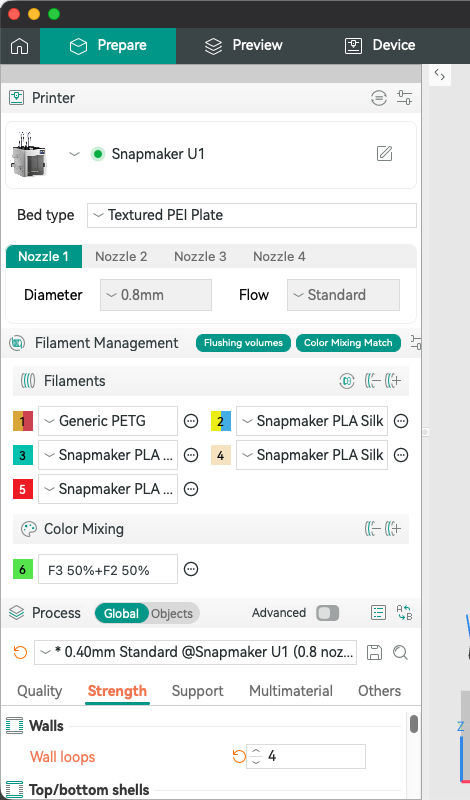 Prepare Preview Device
Printer
Snapmaker U1
Bed type Textured PEI Plate
Nozzle 1 Nozzle 2 Nozzle 3 Nozzle 4
Diameter 0.8mm Flow Standard
Filament Management Flushing volumes Color Mixing Match
Filaments
1 Generic PETG 2 Snapmaker PLA Silk
3 Snapmaker PLA ... 4 Snapmaker PLA Silk
5 Snapmaker PLA ...
Color Mixing
6 F3 50%+F2 50%
Process Global Objects Advanced
* 0.40mm Standard @Snapmaker U1 (0.8 noz...
Quality Strength Support Multimaterial Others
Walls
Wall loops 4
Top/bottom shells
Z